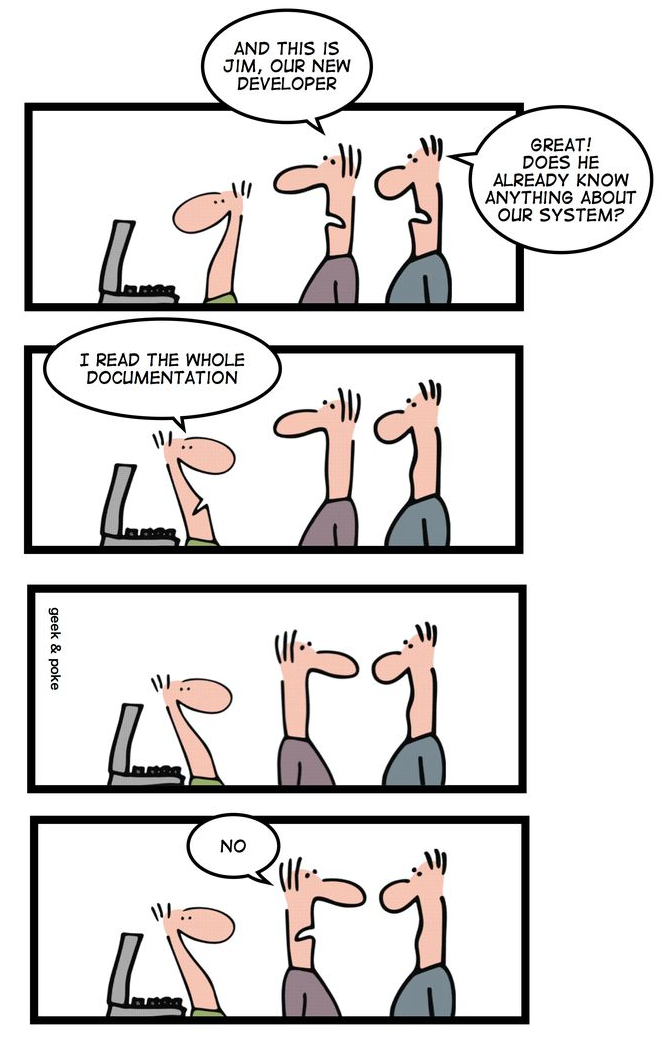 AND THIS IS
JIM, OUR NEW
DEVELOPER
GREAT!
DOES HE
ALREADY KNOW
ANYTHING ABOUT
OUR SYSTEM?
I READ THE WHOLE
DOCUMENTATION
geek & poke
NO